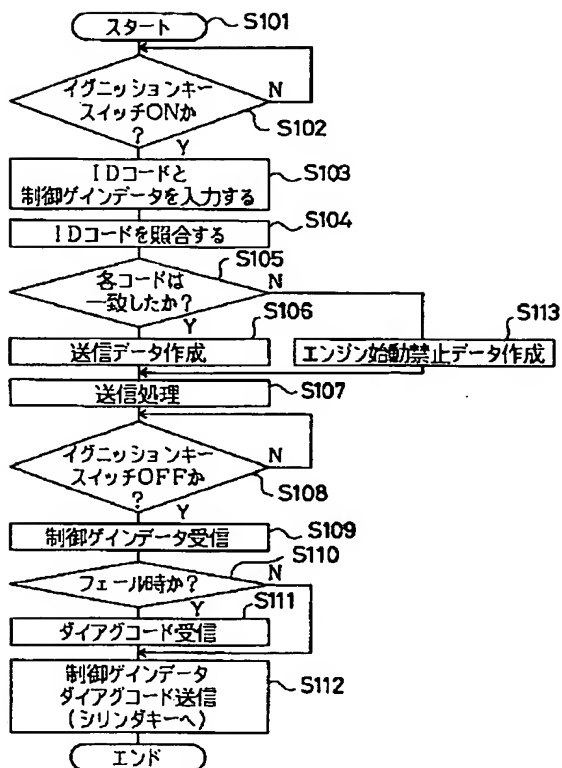 スタート
S101
イグニッションキー
スイッチONか
?
N
S102
Y
IDコードと
制御ゲインデータを入力する
S103
IDコードを照合する
S104
S105
各コードは
一致したか?
N
Y
S106
送信データ作成
S113
エンジン始動禁止データ作成
送信処理
S107
イグニッションキー
スイッチOFFか
?
N
S108
Y
制御ゲインデータ受信
S109
S110
フェール時か?
N
Y
S111
ダイアグコード受信
制御ゲインデータ
ダイアグコード送信
(シリンダキーへ)
S112
エンド